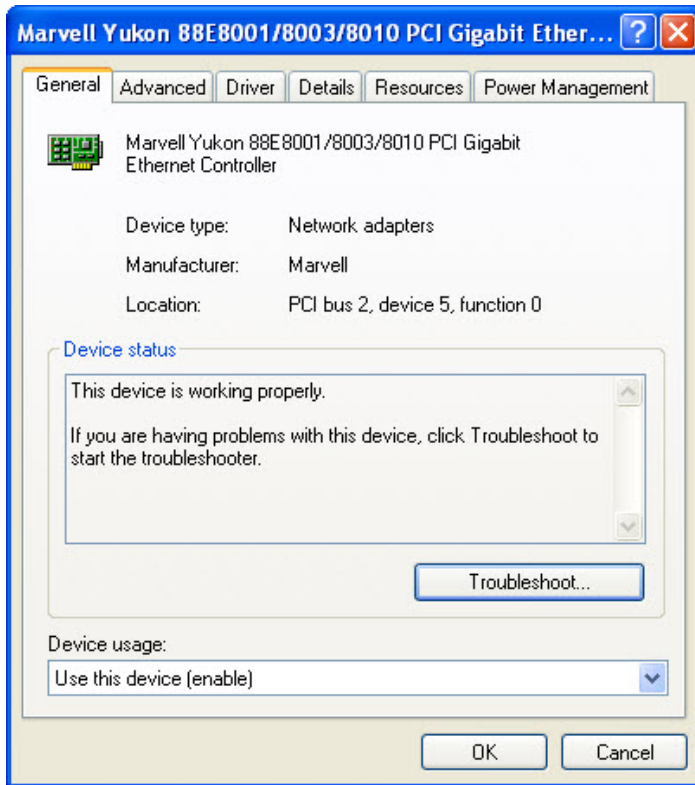 Marvell Yukon 88E8001/8003/8010 PCI Gigabit Ether...
General Advanced Driver Details Resources Power Management
Marvell Yukon 88E8001/8003/8010 PCI Gigabit
Ethernet Controller
Device type: Network adapters
Manufacturer: Marvell
Location: PCI bus 2, device 5, function 0
Device status
This device is working properly.
If you are having problems with this device, click Troubleshoot to
start the troubleshooter.
Troubleshoot...
Device usage:
Use this device (enable)
OK Cancel